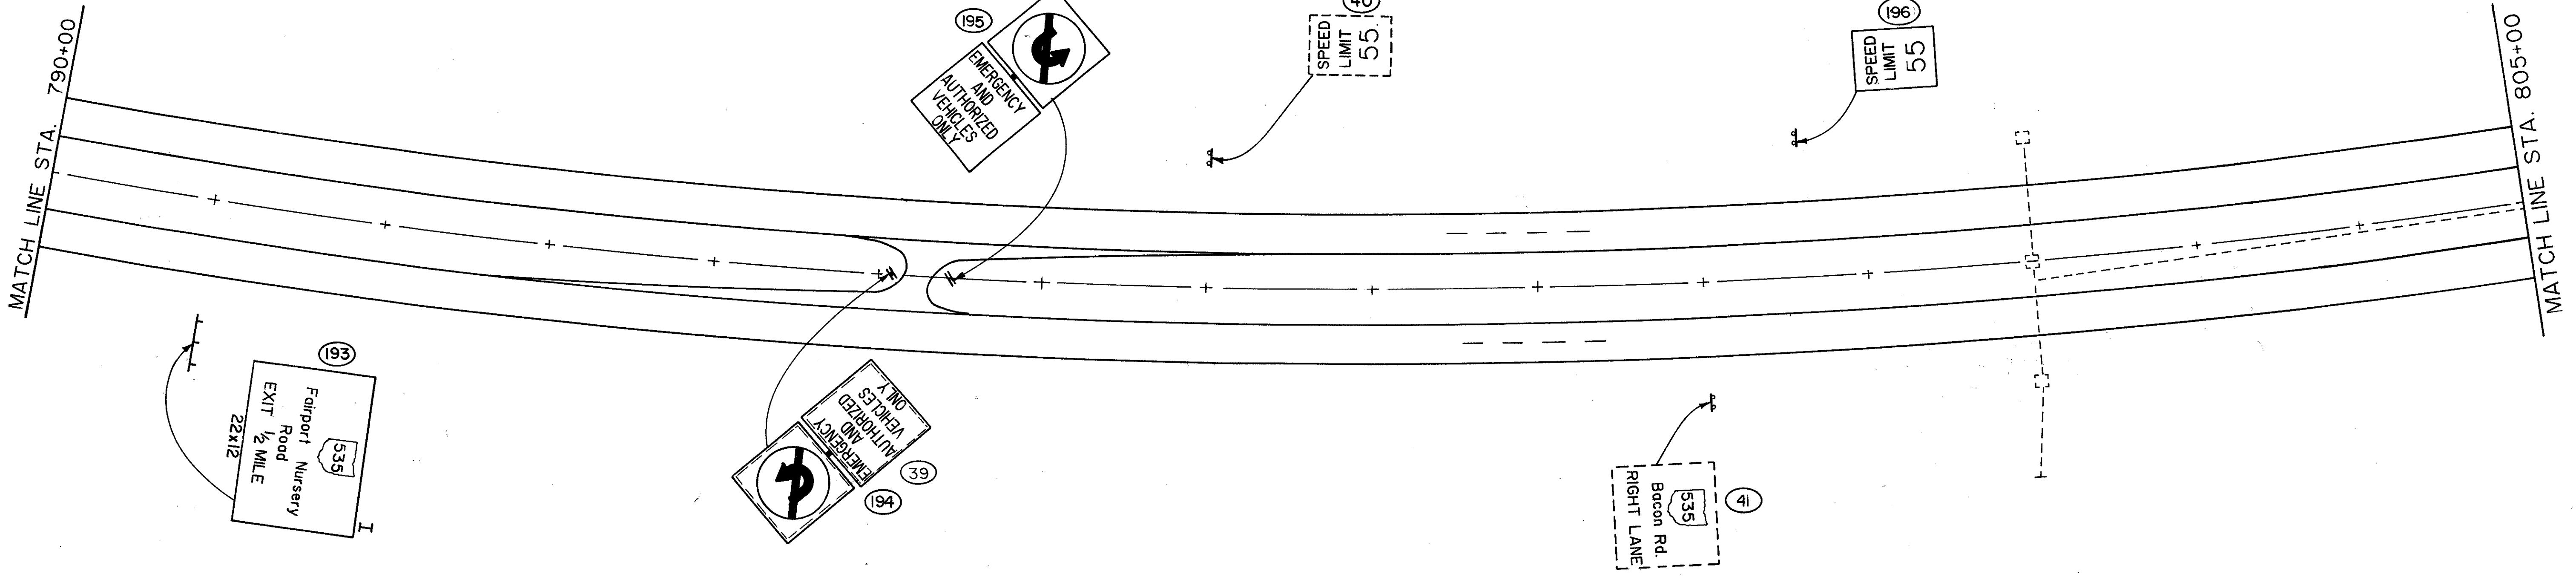 MATCH LINE STA. 790+00
195
EMERGENCY
AND
AUTHORIZED
VEHICLES
ONLY
40
SPEED
LIMIT
55
196
SPEED
LIMIT
55
MATCH LINE STA. 805+00
193
535
Fairport Nursery
Road
EXIT 1/2 MILE
22x12
I
EMERGENCY
AND
AUTHORIZED
VEHICLES
ONLY
39
194
535
Bacon Rd.
RIGHT LANE
41